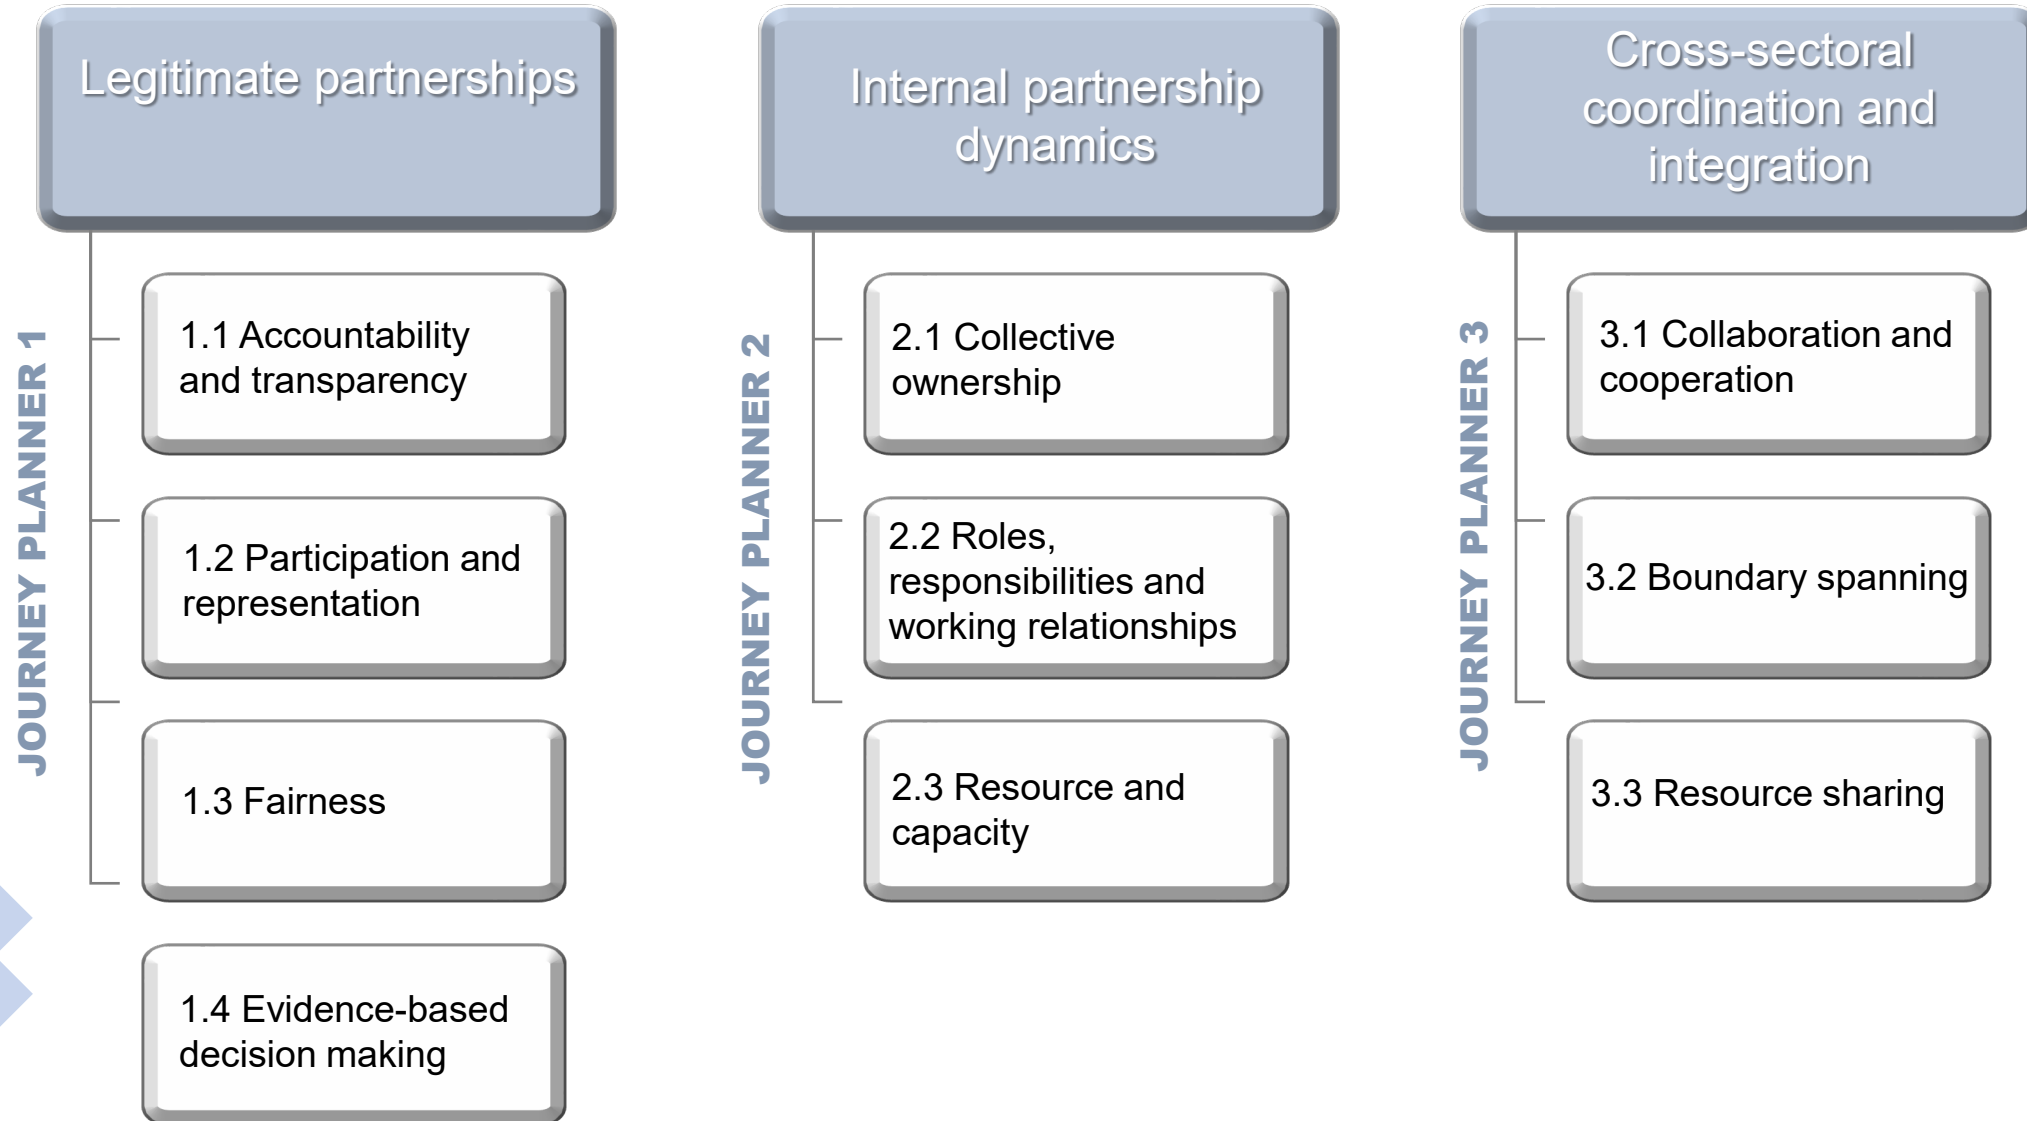 Legitimate partnerships
JOURNEY PLANNER 1
1.1 Accountability
and transparency
1.2 Participation and
representation
1.3 Fairness
1.4 Evidence-based
decision making
Internal partnership
dynamics
JOURNEY PLANNER 2
2.1 Collective
ownership
2.2 Roles,
responsibilities and
working relationships
2.3 Resource and
capacity
Cross-sectoral
coordination and
integration
JOURNEY PLANNER 3
3.1 Collaboration and
cooperation
3.2 Boundary spanning
3.3 Resource sharing